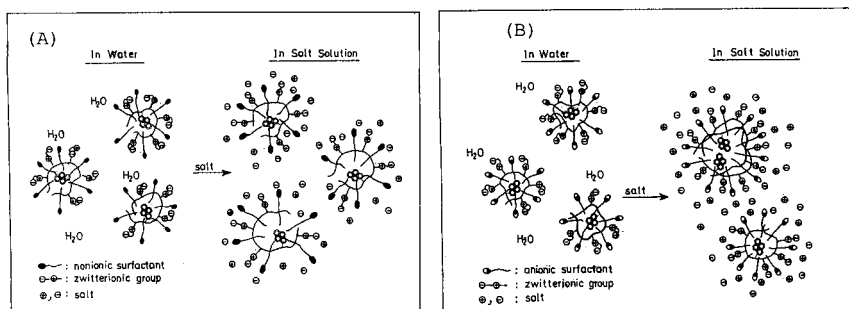 (A)
In Water
In Salt Solution
H₂O
H₂O
H₂O
H₂O
salt
: nonionic surfactant
: zwitterionic group
⊕,⊖ : salt
(B)
In Water
In Salt Solution
H₂O
H₂O
H₂O
H₂O
salt
: anionic surfactant
: zwitterionic group
⊕,⊖ : salt